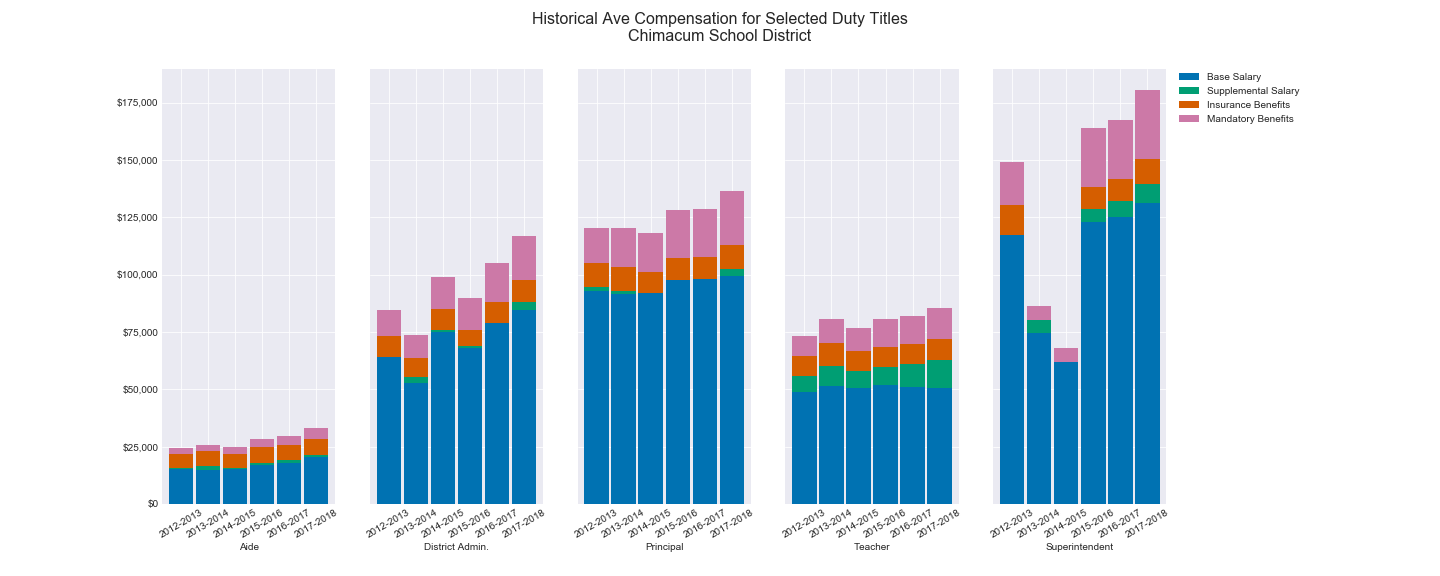 Historical Ave Compensation for Selected Duty Titles
Chimacum School District
$175,000
$150,000
$125,000
$100,000
$75,000
$50,000
$25,000
$0
Base Salary
Supplemental Salary
Insurance Benefits
Mandatory Benefits
2012-2013 2013-2014 2014-2015 2015-2016 2016-2017 2017-2018
Aide
2012-2013 2013-2014 2014-2015 2015-2016 2016-2017 2017-2018
District Admin.
2012-2013 2013-2014 2014-2015 2015-2016 2016-2017 2017-2018
Principal
2012-2013 2013-2014 2014-2015 2015-2016 2016-2017 2017-2018
Teacher
2012-2013 2013-2014 2014-2015 2015-2016 2016-2017 2017-2018
Superintendent